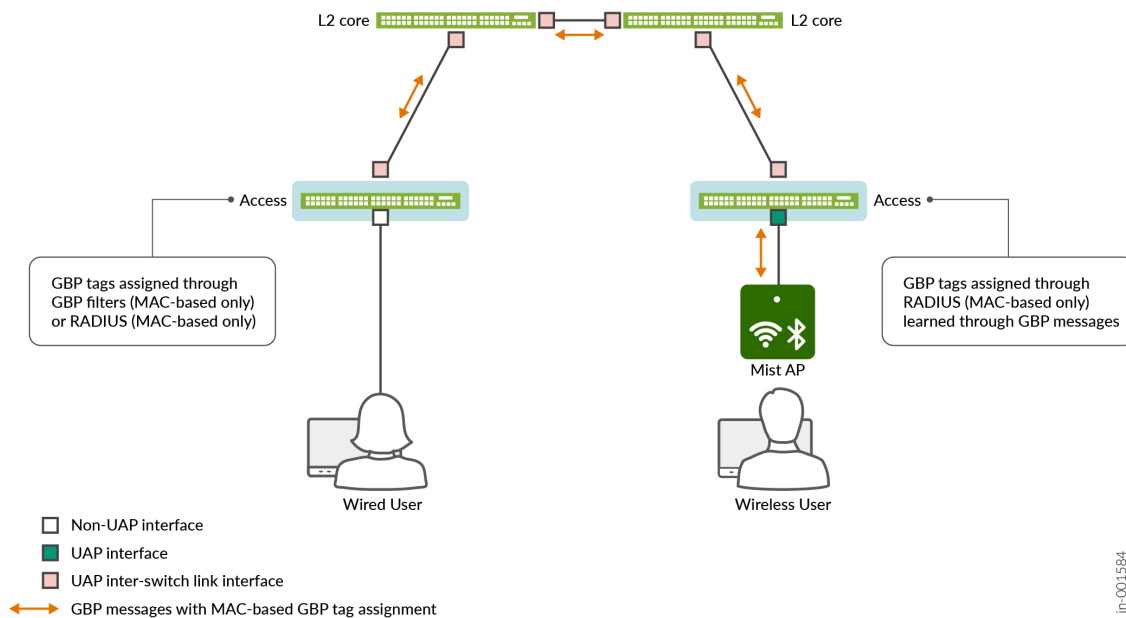 L2 core
L2 core
Access
Access
GBP tags assigned through
GBP filters (MAC-based only)
or RADIUS (MAC-based only)
GBP tags assigned through
RADIUS (MAC-based only)
learned through GBP messages
Mist AP
Wired User
Wireless User
Non-UAP interface
UAP interface
UAP inter-switch link interface
GBP messages with MAC-based GBP tag assignment
in-001584